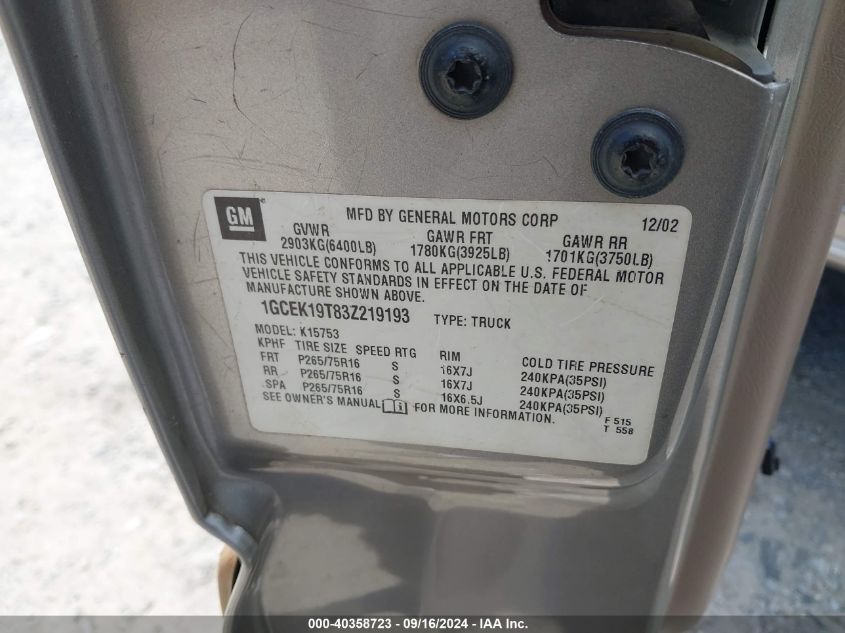 GM
MFD BY GENERAL MOTORS CORP 12/02
GVWR GAWR FRT GAWR RR
2903KG(6400LB) 1780KG(3925LB) 1701KG(3750LB)
THIS VEHICLE CONFORMS TO ALL APPLICABLE U.S. FEDERAL MOTOR
VEHICLE SAFETY STANDARDS IN EFFECT ON THE DATE OF
MANUFACTURE SHOWN ABOVE.
1GCEK19T83Z219193 TYPE: TRUCK
MODEL: K15753
KPHF TIRE SIZE SPEED RTG RIM COLD TIRE PRESSURE
FRT P265/75R16 S 16X7J 240KPA(35PSI)
RR P265/75R16 S 16X7J 240KPA(35PSI)
SPA P265/75R16 S 16X6.5J 240KPA(35PSI)
SEE OWNER'S MANUAL FOR MORE INFORMATION.
F 515
T 558
000-40358723 - 09/16/2024 - IAA Inc.